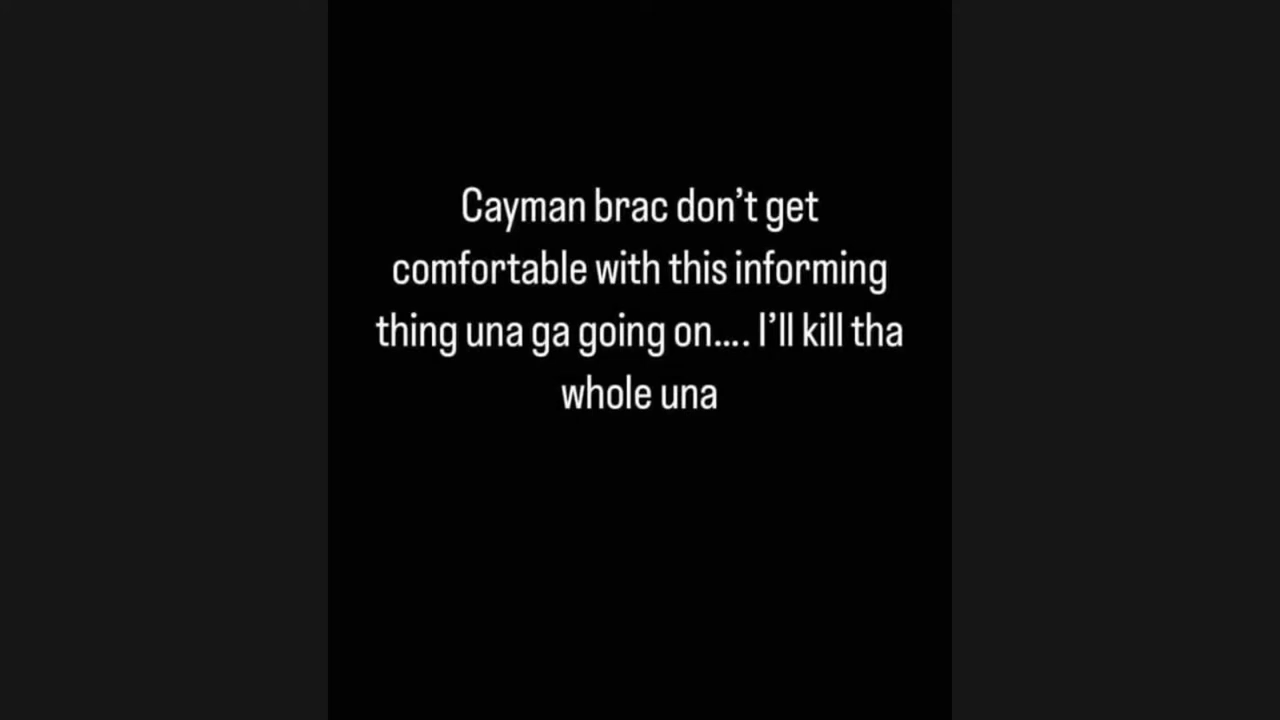 Cayman brac don’t get
comfortable with this informing
thing una ga going on.... I’ll kill tha
whole una